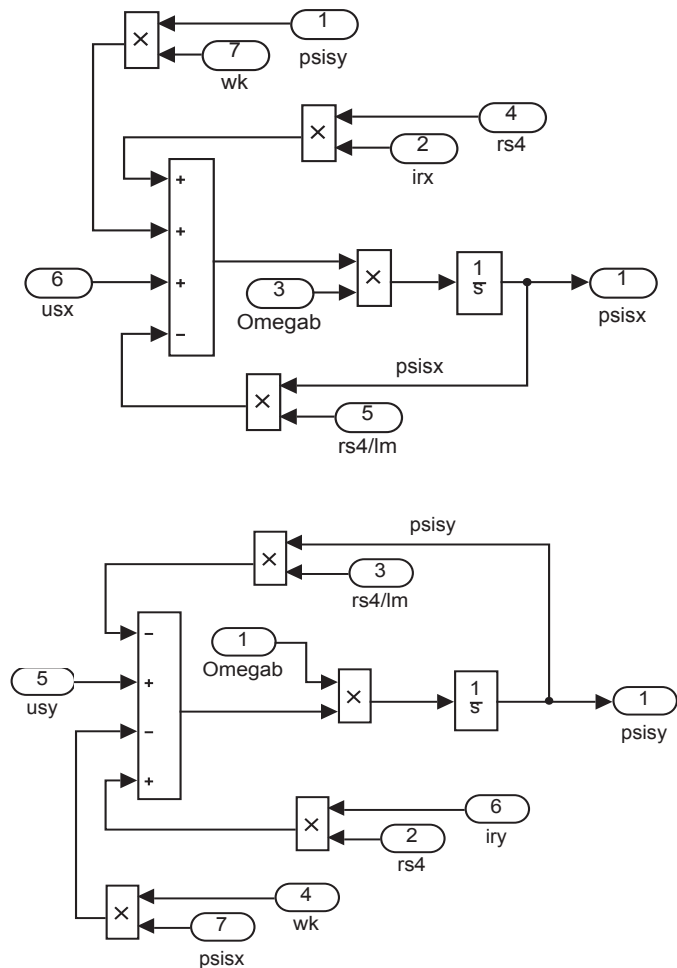 1
psisy
7
wk
×
4
rs4
2
irx
×
+
+
+
−
6
usx
3
Omegab
×
1
s
1
psisx
psisx
×
5
rs4/lm
psisy
×
3
rs4/lm
−
+
−
+
1
Omegab
5
usy
×
1
s
1
psisy
6
iry
×
2
rs4
4
wk
×
7
psisx